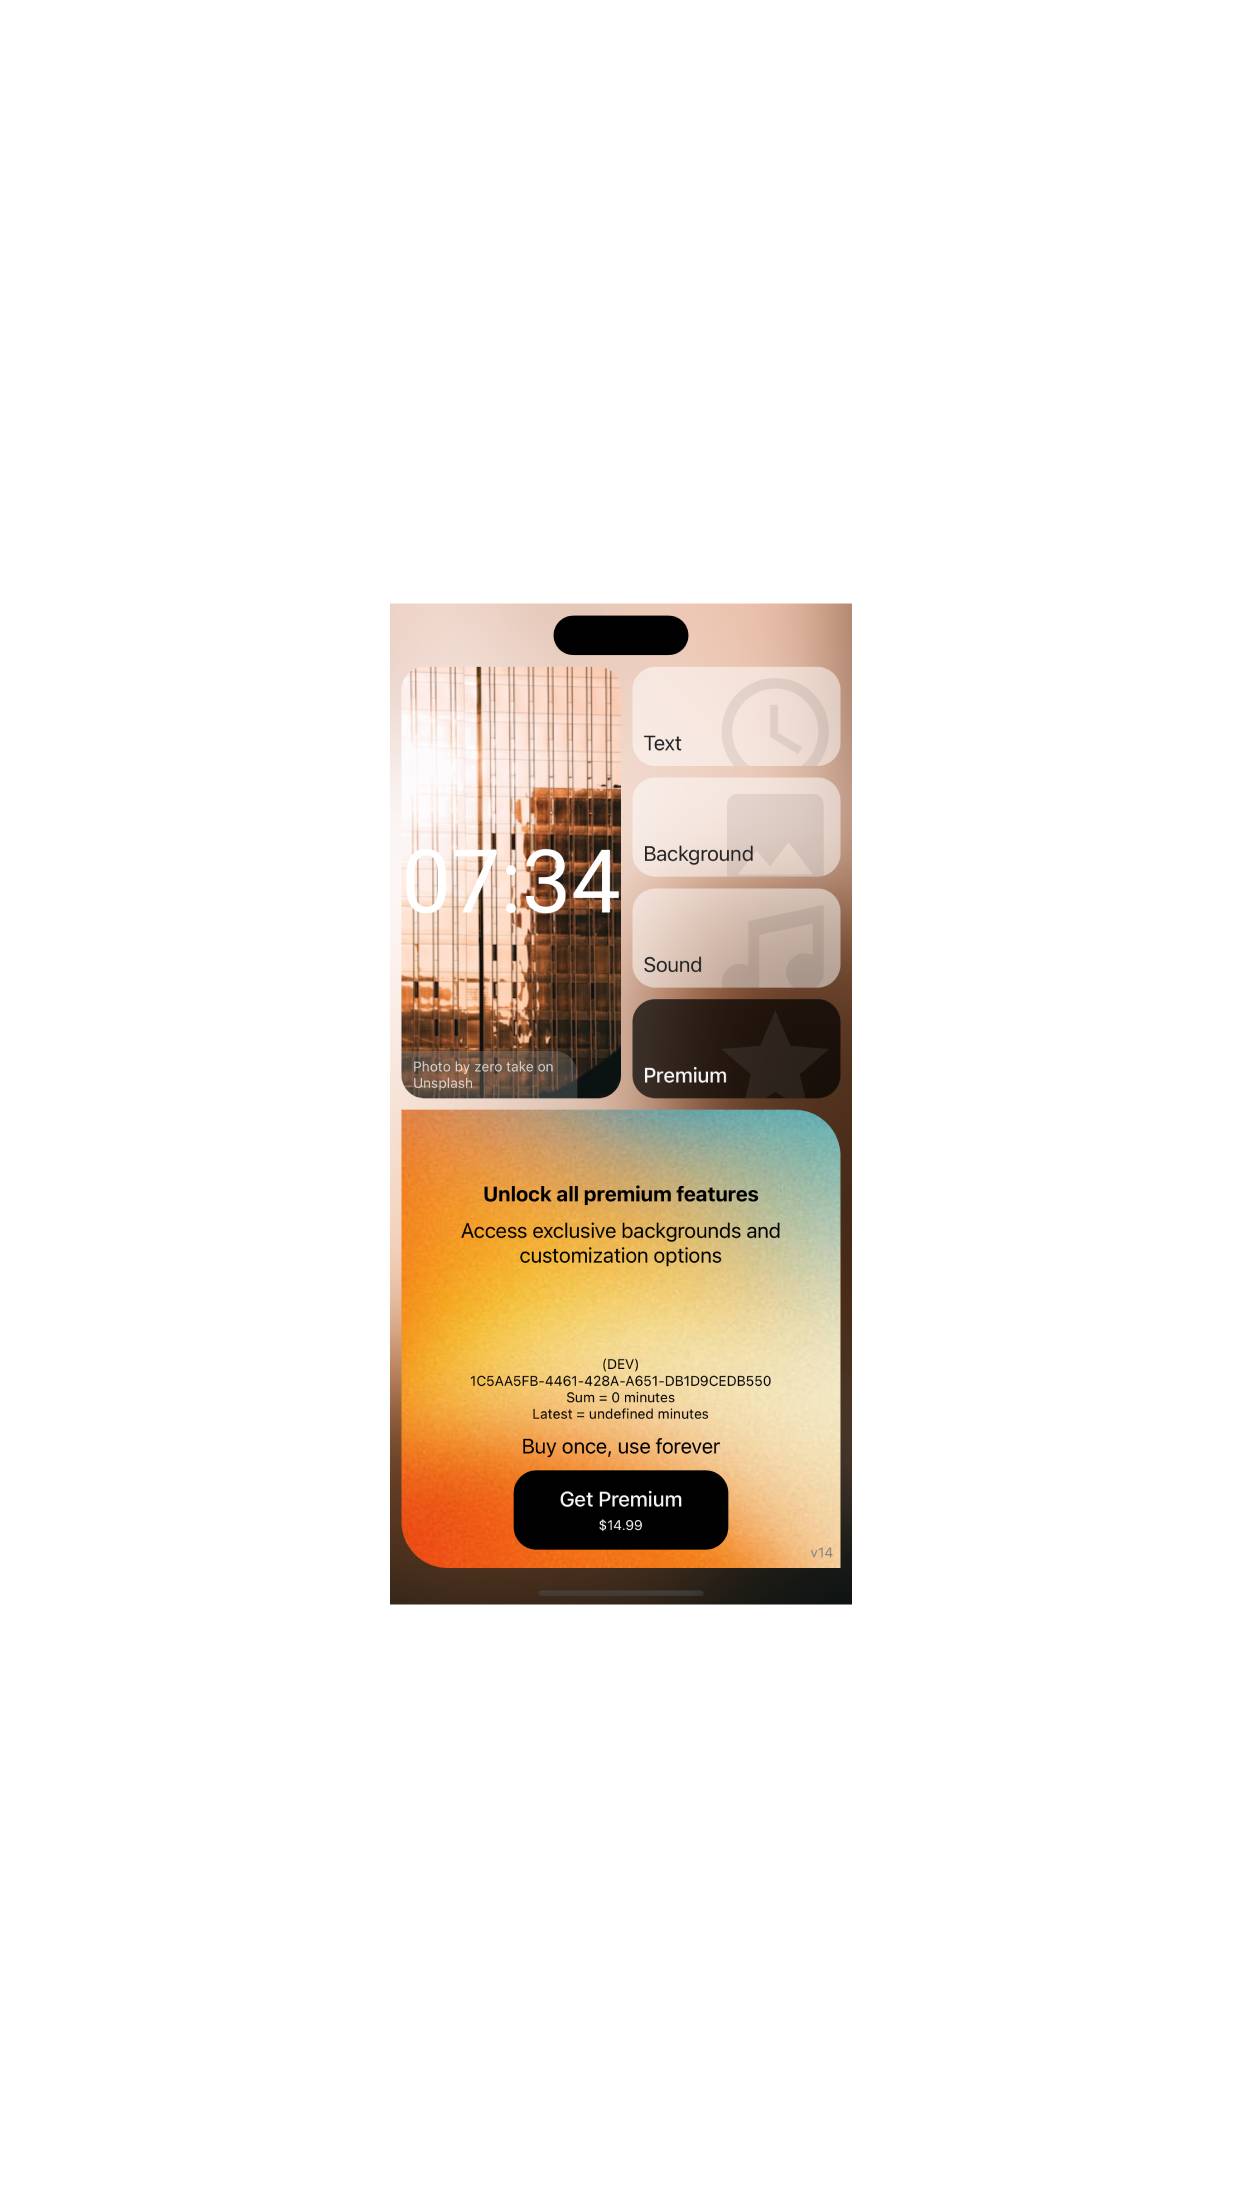 07:34
Photo by zero take on
Unsplash
Text
Background
Sound
Premium
Unlock all premium features
Access exclusive backgrounds and
customization options
(DEV)
1C5AA5FB-4461-428A-A651-DB1D9CEDB550
Sum = 0 minutes
Latest = undefined minutes
Buy once, use forever
Get Premium
$14.99
v14